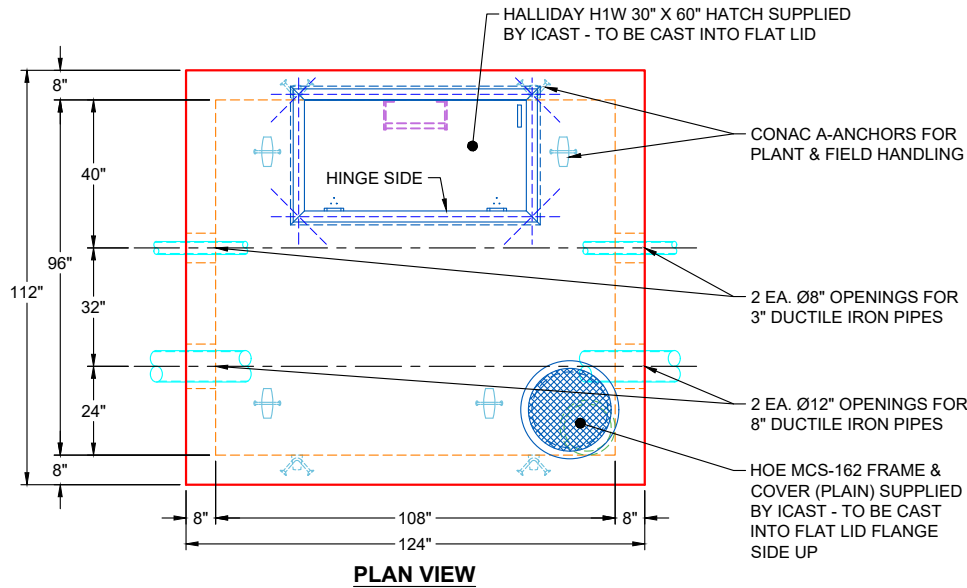 HALLIDAY H1W 30" X 60" HATCH SUPPLIED
BY ICAST - TO BE CAST INTO FLAT LID
CONAC A-ANCHORS FOR
PLANT & FIELD HANDLING
HINGE SIDE
8"
40"
96"
32"
112"
24"
8"
2 EA. Ø8" OPENINGS FOR
3" DUCTILE IRON PIPES
2 EA. Ø12" OPENINGS FOR
8" DUCTILE IRON PIPES
HOE MCS-162 FRAME &
COVER (PLAIN) SUPPLIED
BY ICAST - TO BE CAST
INTO FLAT LID FLANGE
SIDE UP
8"
108"
8"
124"
PLAN VIEW